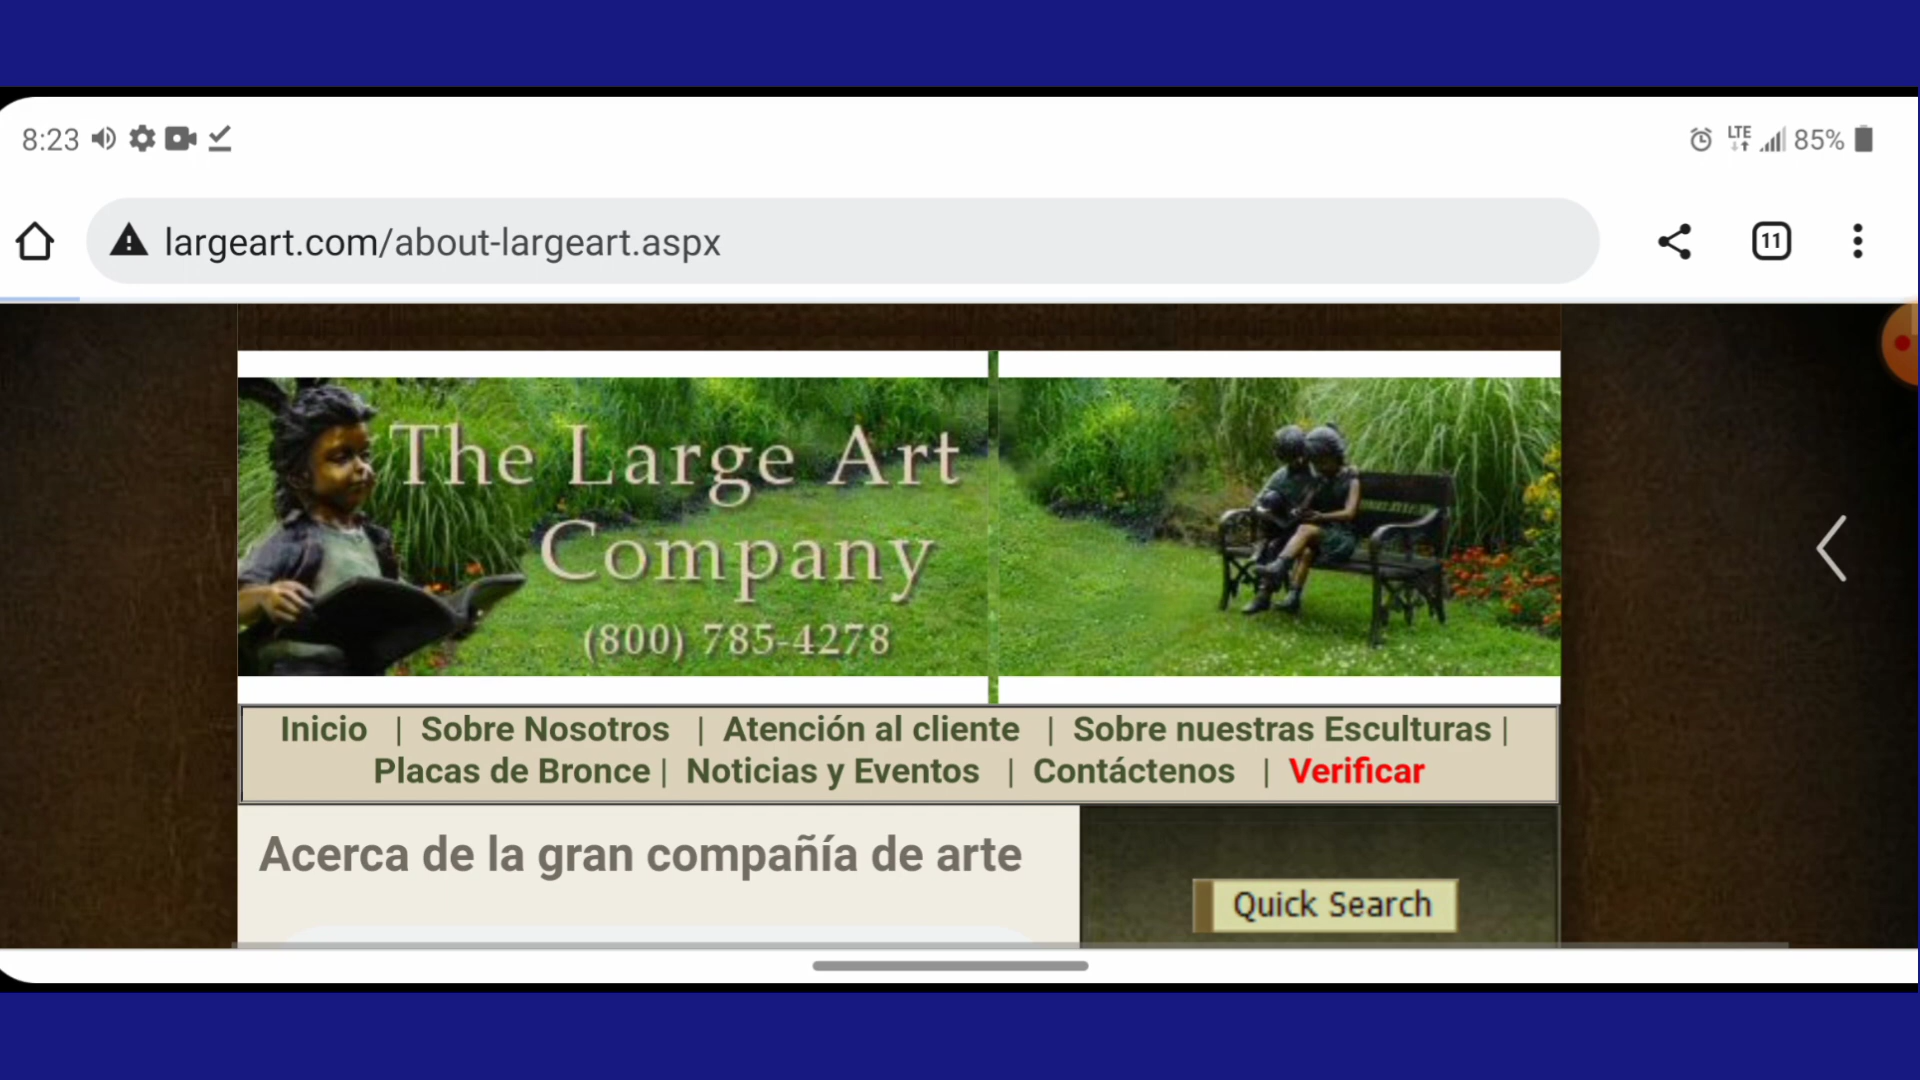 8:23
LTE 85%
largeart.com/about-largeart.aspx
11
The Large Art
Company
(800) 785-4278
Inicio | Sobre Nosotros | Atención al cliente | Sobre nuestras Esculturas |
Placas de Bronce | Noticias y Eventos | Contáctenos | Verificar
Acerca de la gran compañía de arte
Quick Search